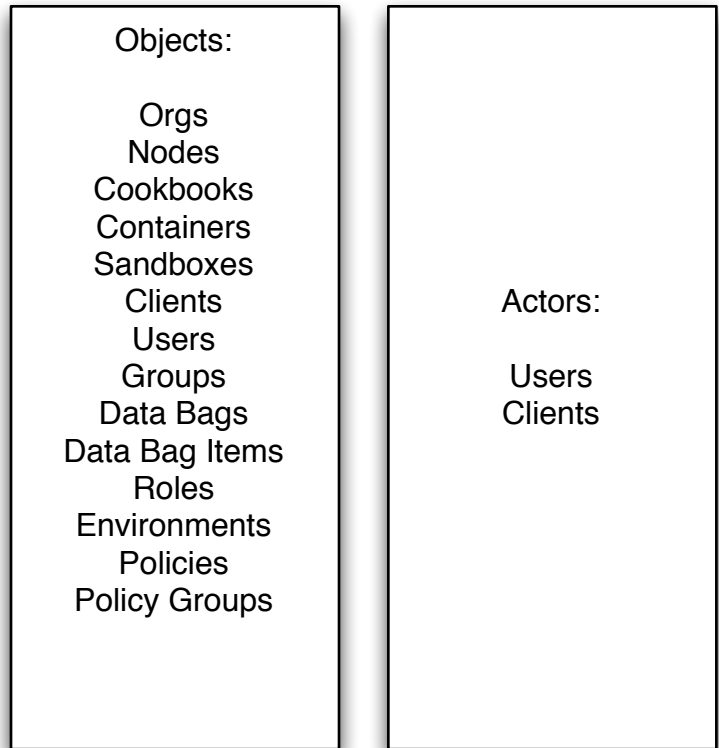 Objects:
Orgs
Nodes
Cookbooks
Containers
Sandboxes
Clients
Users
Groups
Data Bags
Data Bag Items
Roles
Environments
Policies
Policy Groups
Actors:
Users
Clients